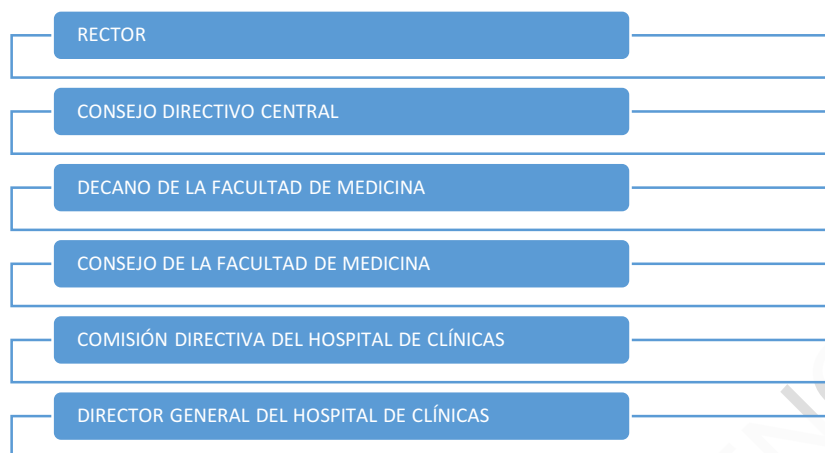 RECTOR
CONSEJO DIRECTIVO CENTRAL
DECANO DE LA FACULTAD DE MEDICINA
CONSEJO DE LA FACULTAD DE MEDICINA
COMISIÓN DIRECTIVA DEL HOSPITAL DE CLÍNICAS
DIRECTOR GENERAL DEL HOSPITAL DE CLÍNICAS